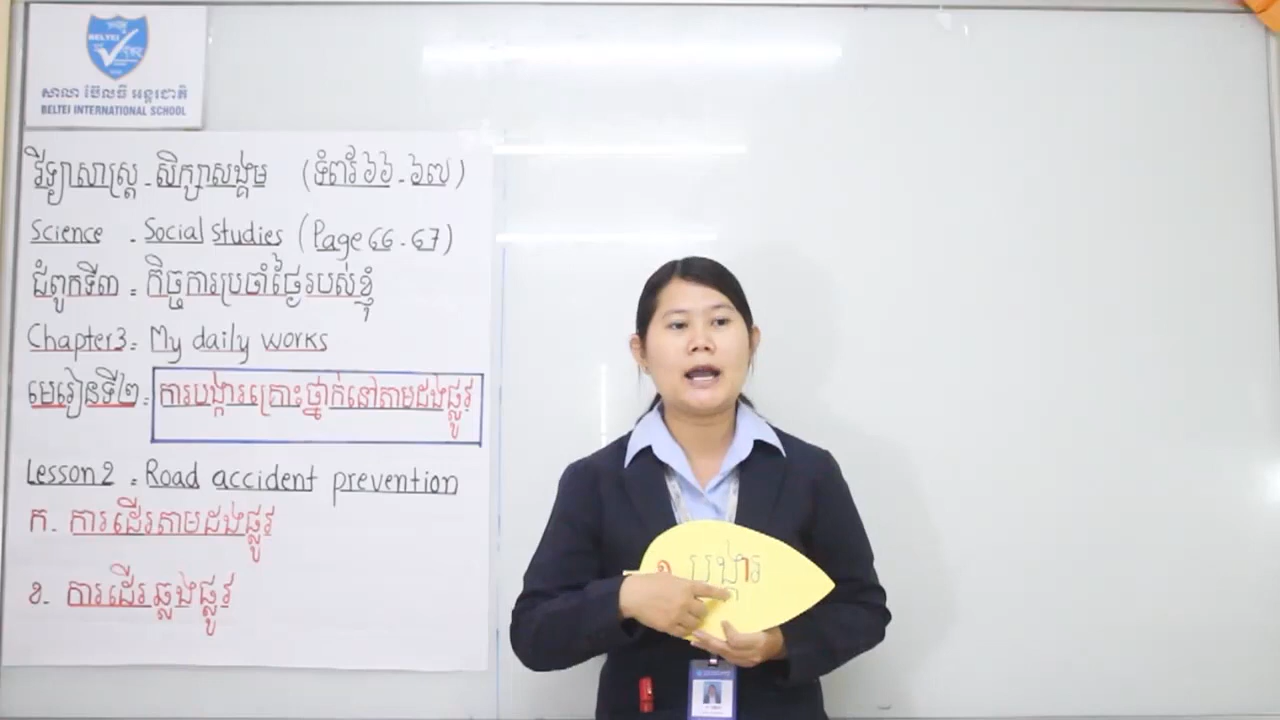 BELTEI
សាលា ប៊ែលធី អន្តរជាតិ
BELTEI INTERNATIONAL SCHOOL
វិទ្យាសាស្ត្រ - សិក្សាសង្គម (ទំព័រ ៦៦ - ៦៧)
Science - Social studies (Page 66 - 67)
ជំពូកទី៣ : កិច្ចការប្រចាំថ្ងៃរបស់ខ្ញុំ
Chapter 3 : My daily works
មេរៀនទី២ : ការបង្ការគ្រោះថ្នាក់នៅតាមដងផ្លូវ
Lesson 2 : Road accident prevention
ក. ការដើរតាមដងផ្លូវ
ខ. ការដើរឆ្លងផ្លូវ
១. បង្ការ